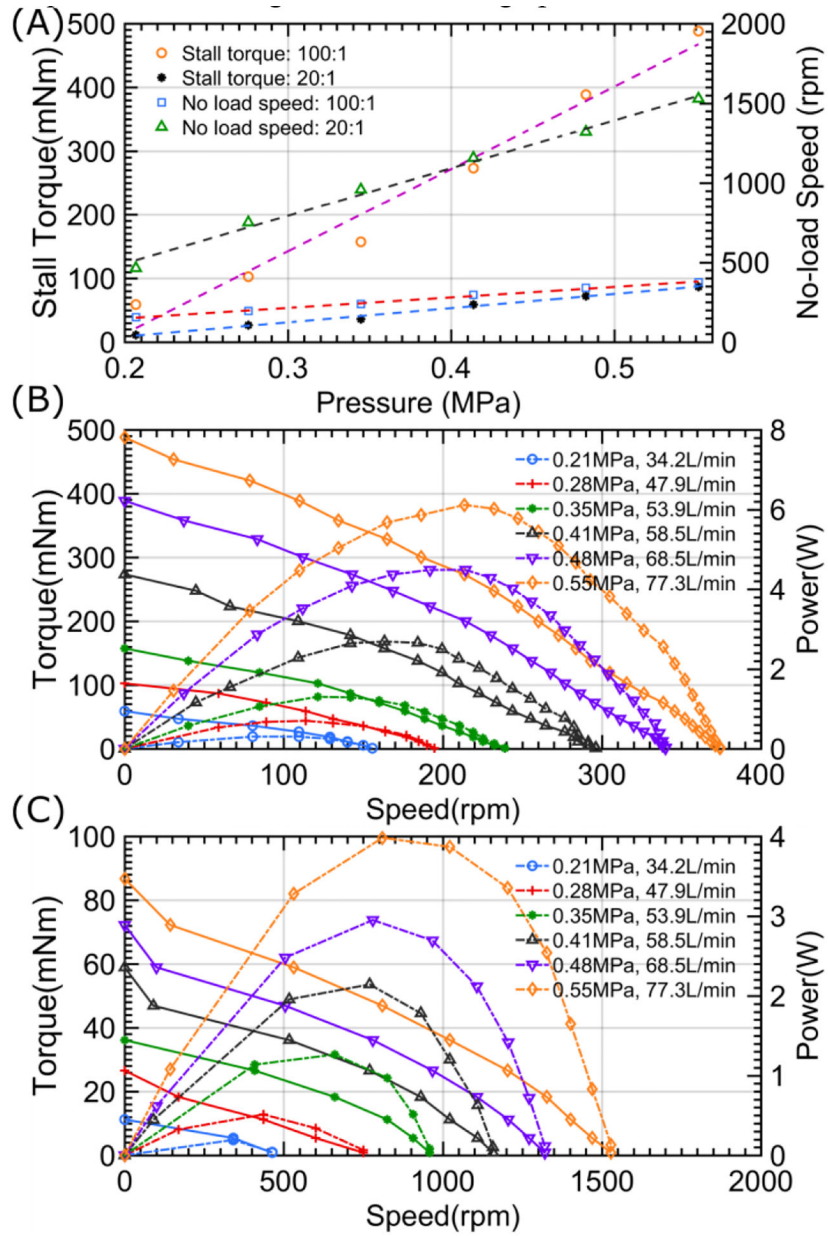 (A)
500
400
300
200
100
0
Stall Torque(mNm)
Stall torque: 100:1
Stall torque: 20:1
No load speed: 100:1
No load speed: 20:1
2000
1500
1000
500
0
No-load Speed (rpm)
0.2 0.3 0.4 0.5
Pressure (MPa)
(B)
500
400
300
200
100
0
Torque(mNm)
0.21MPa, 34.2L/min
0.28MPa, 47.9L/min
0.35MPa, 53.9L/min
0.41MPa, 58.5L/min
0.48MPa, 68.5L/min
0.55MPa, 77.3L/min
8
6
4
2
0
Power(W)
0 100 200 300 400
Speed(rpm)
(C)
100
80
60
40
20
0
Torque(mNm)
0.21MPa, 34.2L/min
0.28MPa, 47.9L/min
0.35MPa, 53.9L/min
0.41MPa, 58.5L/min
0.48MPa, 68.5L/min
0.55MPa, 77.3L/min
4
3
2
1
0
Power(W)
0 500 1000 1500 2000
Speed(rpm)